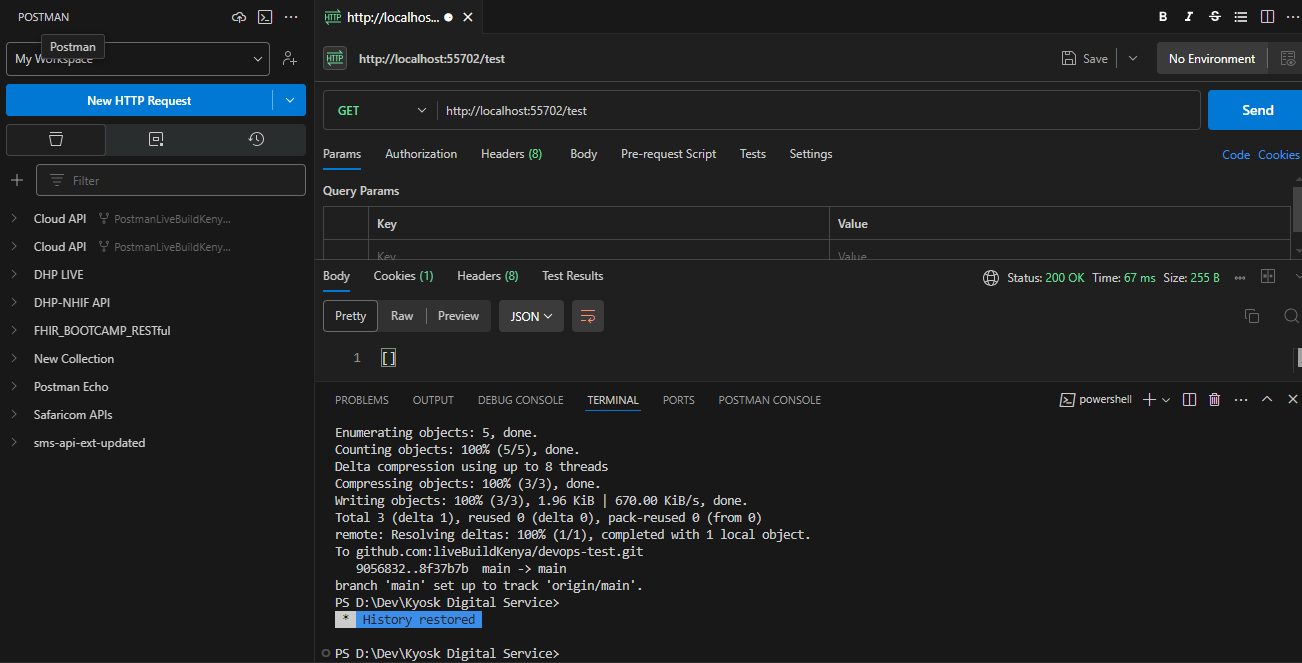 POSTMAN
Postman
My Workspace
New HTTP Request
Filter
Cloud API PostmanLiveBuildKeny...
Cloud API PostmanLiveBuildKeny...
DHP LIVE
DHP-NHIF API
FHIR_BOOTCAMP_RESTful
New Collection
Postman Echo
Safaricom APIs
sms-api-ext-updated
HTTP http://localhos...
B I S
HTTP http://localhost:55702/test
Save
No Environment
GET http://localhost:55702/test
Send
Params Authorization Headers (8) Body Pre-request Script Tests Settings
Code Cookies
Query Params
Key Value
Key Value
Body Cookies (1) Headers (8) Test Results
Status: 200 OK Time: 67 ms Size: 255 B
Pretty Raw Preview JSON
1 []
PROBLEMS OUTPUT DEBUG CONSOLE TERMINAL PORTS POSTMAN CONSOLE
powershell
Enumerating objects: 5, done.
Counting objects: 100% (5/5), done.
Delta compression using up to 8 threads
Compressing objects: 100% (3/3), done.
Writing objects: 100% (3/3), 1.96 KiB | 670.00 KiB/s, done.
Total 3 (delta 1), reused 0 (delta 0), pack-reused 0 (from 0)
remote: Resolving deltas: 100% (1/1), completed with 1 local object.
To github.com:liveBuildKenya/devops-test.git
9056832..8f37b7b main -> main
branch 'main' set up to track 'origin/main'.
PS D:\Dev\Kyosk Digital Service>
* History restored
PS D:\Dev\Kyosk Digital Service>